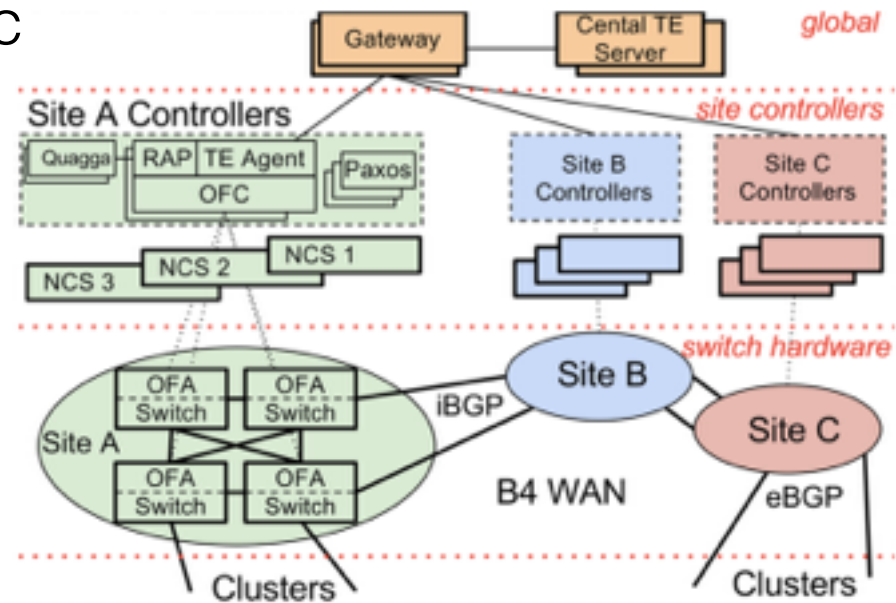 C
Gateway
Cental TE
Server
global
site controllers
Site A Controllers
Quagga
RAP
TE Agent
OFC
Paxos
Site B
Controllers
Site C
Controllers
NCS 1
NCS 2
NCS 3
switch hardware
OFA
Switch
OFA
Switch
Site A
OFA
Switch
OFA
Switch
iBGP
Site B
Site C
B4 WAN
eBGP
Clusters
Clusters